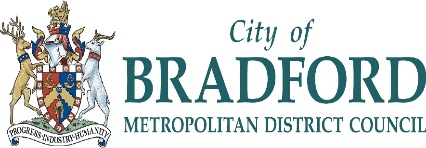 City of
BRADFORD
METROPOLITAN DISTRICT COUNCIL
PROGRESS·INDUSTRY·HUMANITY